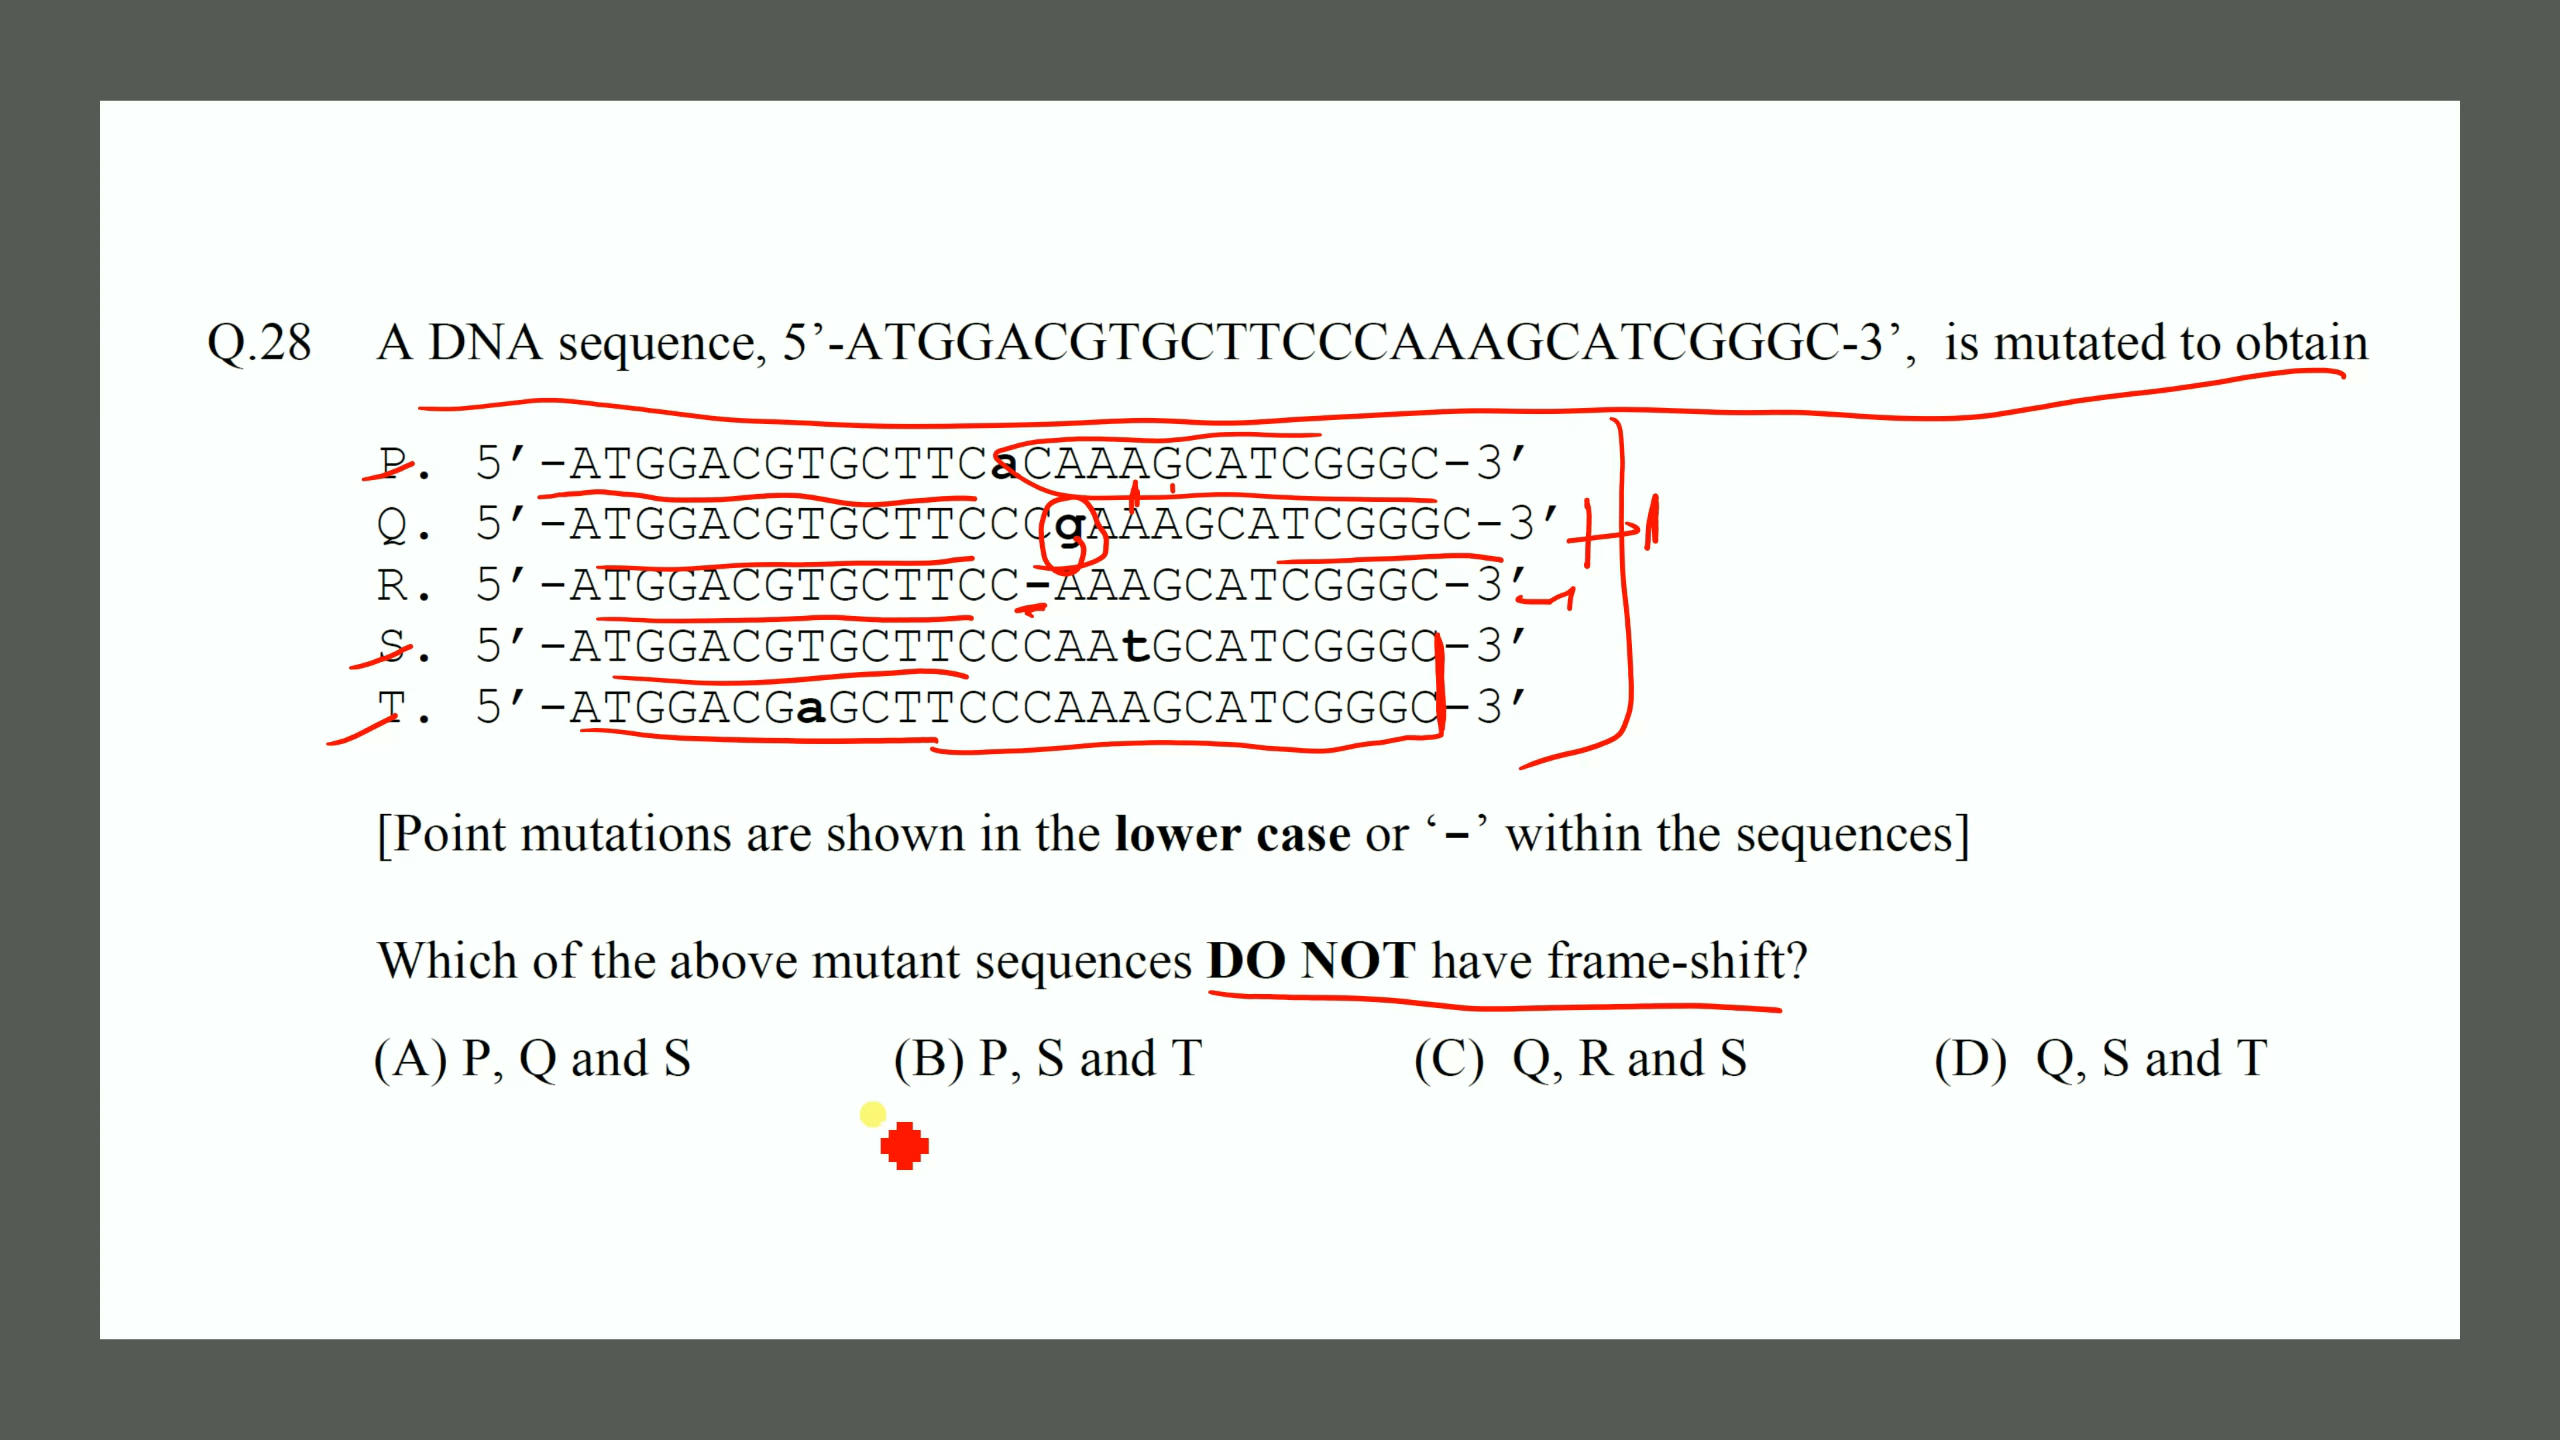 Q.28 A DNA sequence, 5’-ATGGACGTGCTTCCCAAAGCATCGGGC-3’, is mutated to obtain
P. 5’-ATGGACGTGCTTCaCAAAGCATCGGGC-3’
Q. 5’-ATGGACGTGCTTCCCgAAAGCATCGGGC-3’ +1
R. 5’-ATGGACGTGCTTCC-AAAGCATCGGGC-3’
S. 5’-ATGGACGTGCTTCCCAAtGCATCGGGC-3’
T. 5’-ATGGACGaGCTTCCCAAAGCATCGGGC-3’
[Point mutations are shown in the lower case or ‘-’ within the sequences]
Which of the above mutant sequences DO NOT have frame-shift?
(A) P, Q and S (B) P, S and T (C) Q, R and S (D) Q, S and T